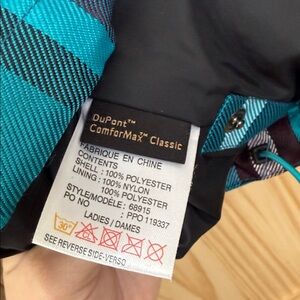 DuPont™
ComforMax™ Classic
FABRIQUE EN CHINE
CONTENTS
SHELL : 100% POLYESTER
LINING : 100% NYLON
100% POLYESTER
STYLE/MODÈLE : 68915
PO NO : PPO 119337
LADIES / DAMES
30°
SEE REVERSE SIDE-VERSO